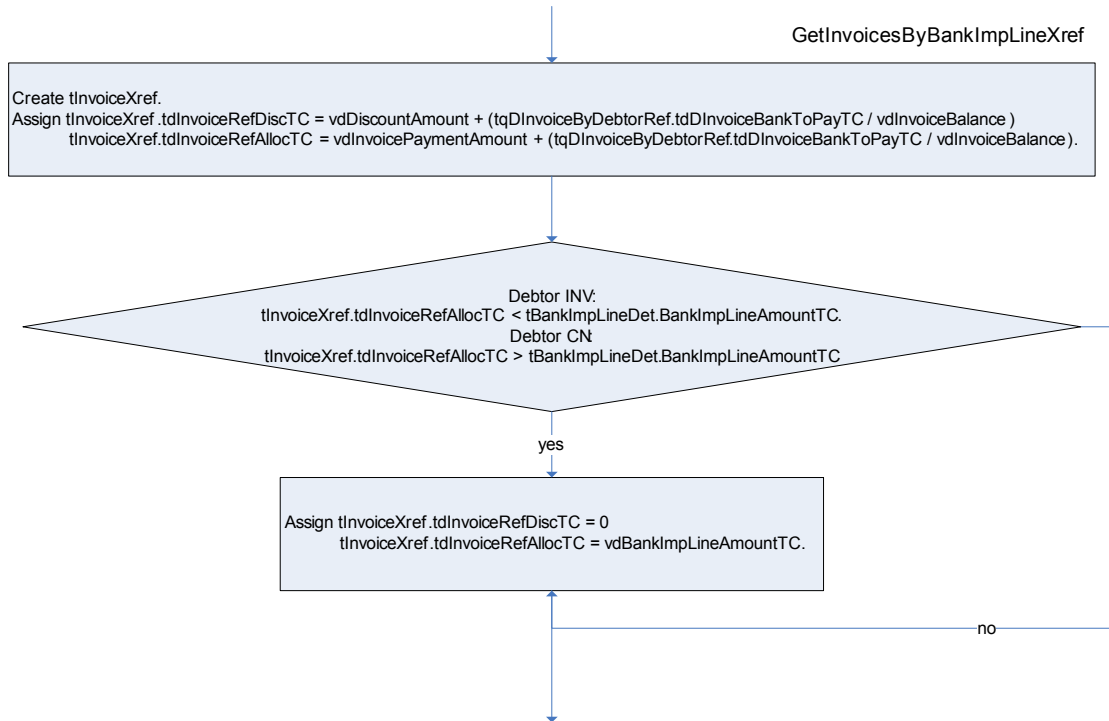 GetInvoicesByBankImpLineXref
Create tInvoiceXref.
Assign tInvoiceXref.tdInvoiceRefDiscTC = vdDiscountAmount + (tqDInvoiceByDebtorRef.tdDInvoiceBankToPayTC / vdInvoiceBalance)
tInvoiceXref.tdInvoiceRefAllocTC = vdInvoicePaymentAmount + (tqDInvoiceByDebtorRef.tdDInvoiceBankToPayTC / vdInvoiceBalance).
Debtor INV:
tInvoiceXref.tdInvoiceRefAllocTC < tBankImpLineDet.BankImpLineAmountTC.
Debtor CN:
tInvoiceXref.tdInvoiceRefAllocTC > tBankImpLineDet.BankImpLineAmountTC
yes
Assign tInvoiceXref.tdInvoiceRefDiscTC = 0
tInvoiceXref.tdInvoiceRefAllocTC = vdBankImpLineAmountTC.
no